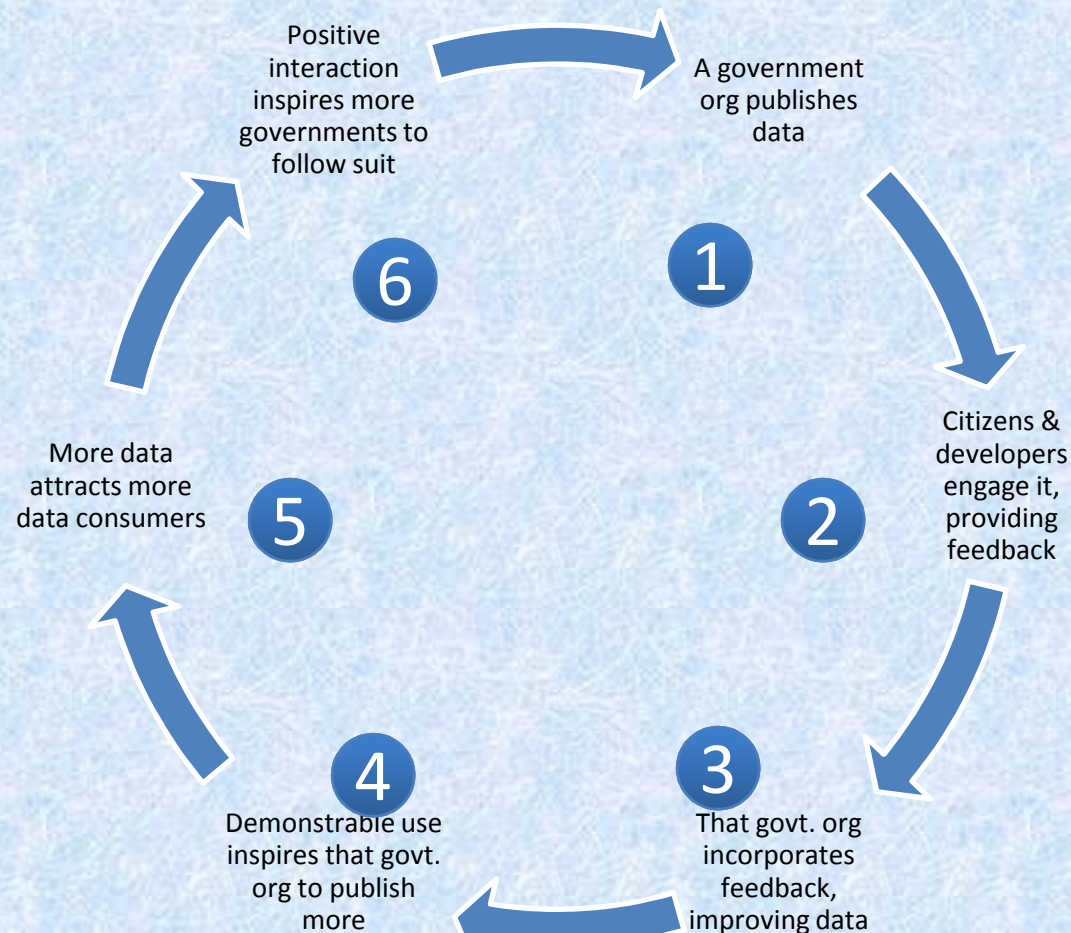 Positive
interaction
inspires more
governments to
follow suit
6
A government
org publishes
data
1
Citizens &
developers
engage it,
providing
feedback
2
3
That govt. org
incorporates
feedback,
improving data
4
Demonstrable use
inspires that govt.
org to publish
more
More data
attracts more
data consumers
5